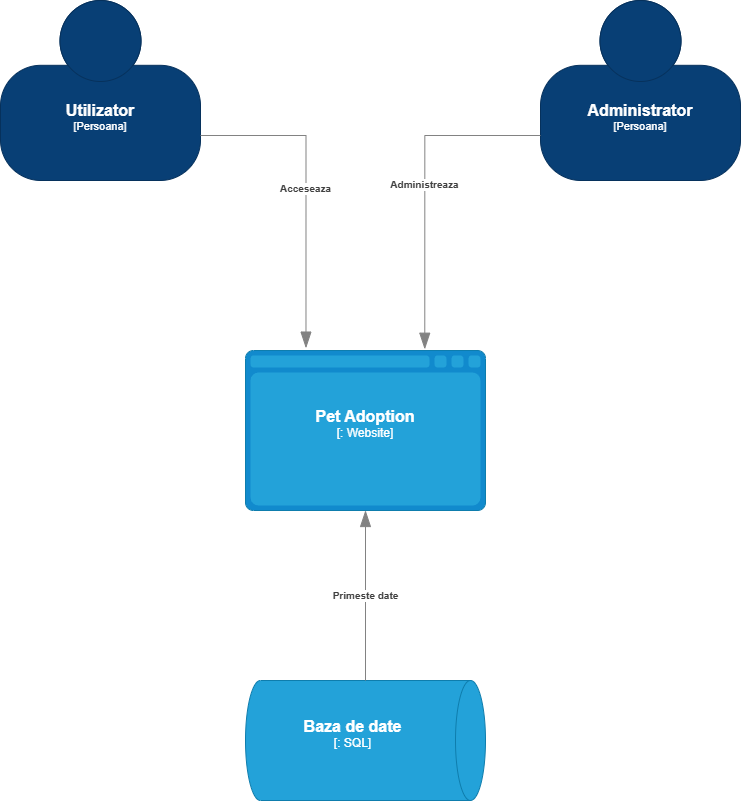 Utilizator
[Persoana]
Administrator
[Persoana]
Acceseaza
Administreaza
Pet Adoption
[: Website]
Primeste date
Baza de date
[: SQL]